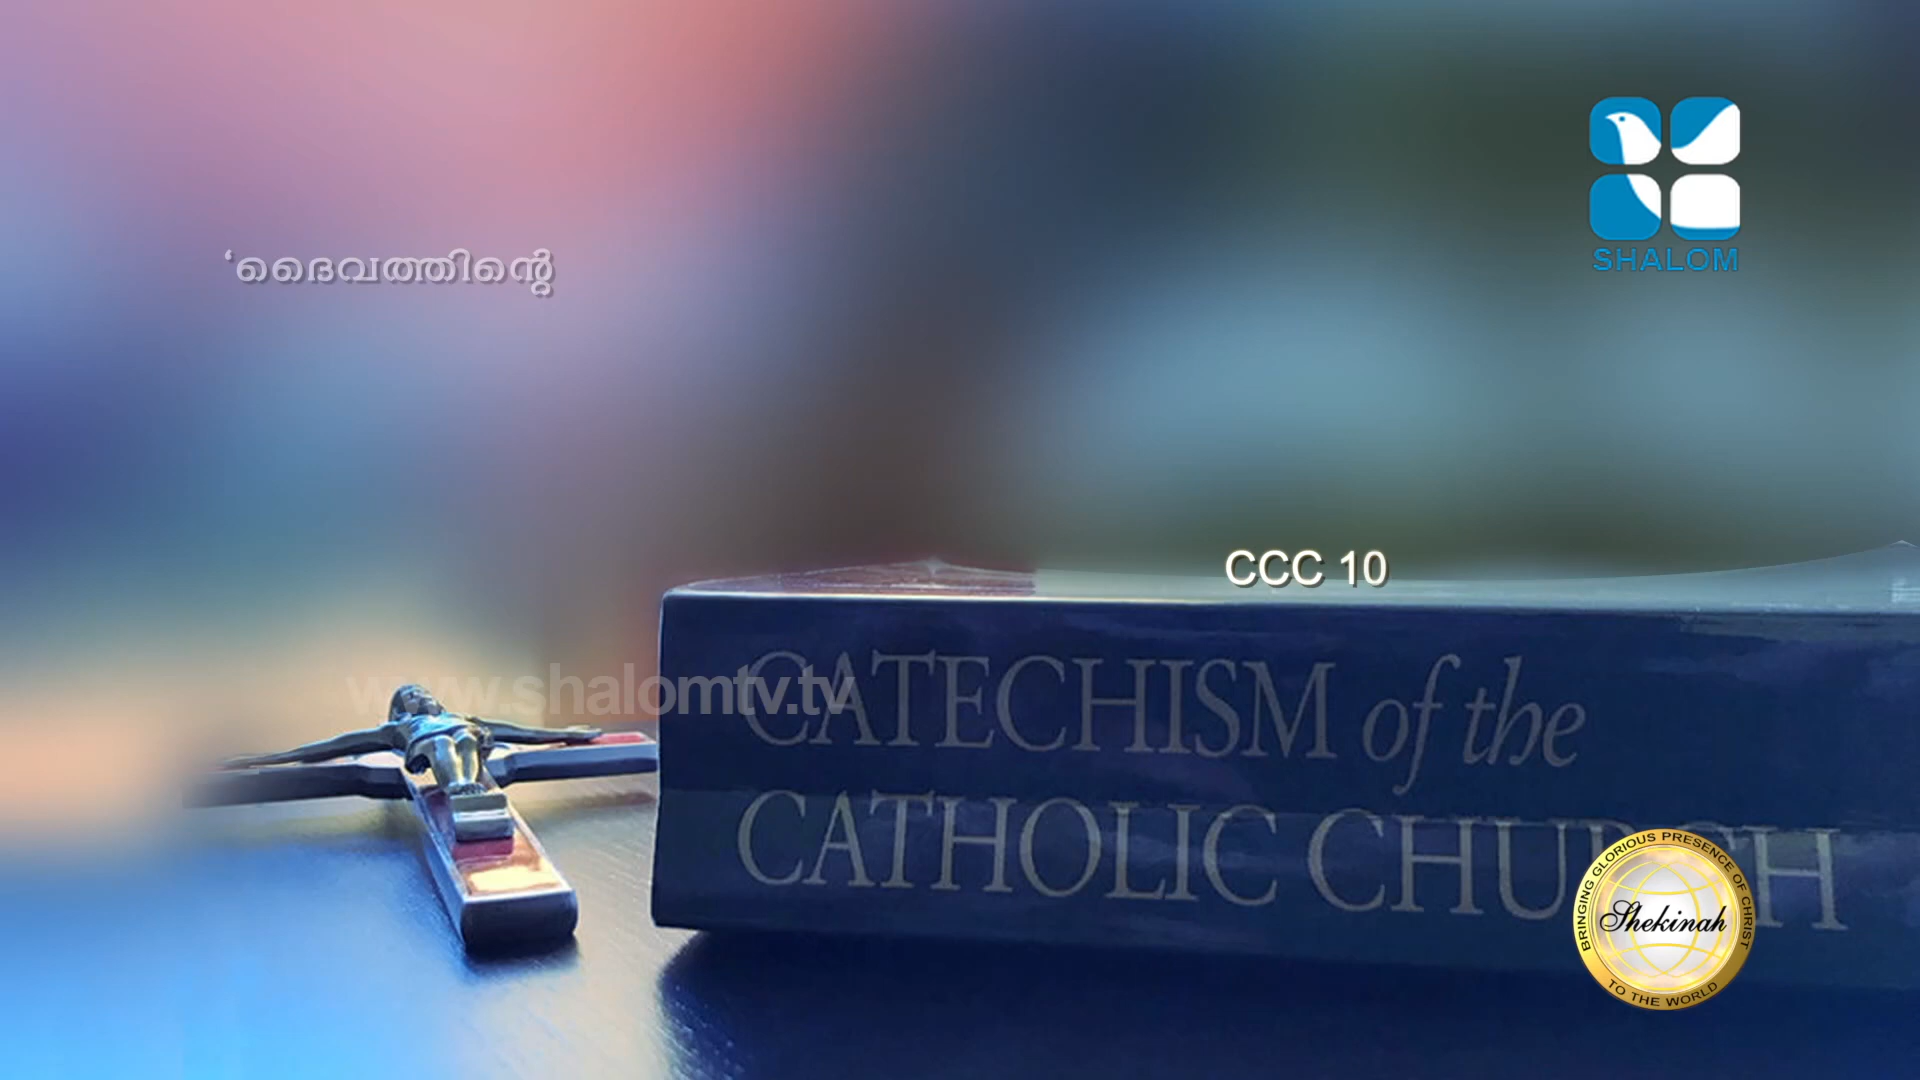 ‘ദൈവത്തിന്റെ
SHALOM
CCC 10
www.shalomtv.tv
CATECHISM of the
CATHOLIC CHURCH
BRINGING GLORIOUS PRESENCE OF CHRIST
Shekinah
TO THE WORLD